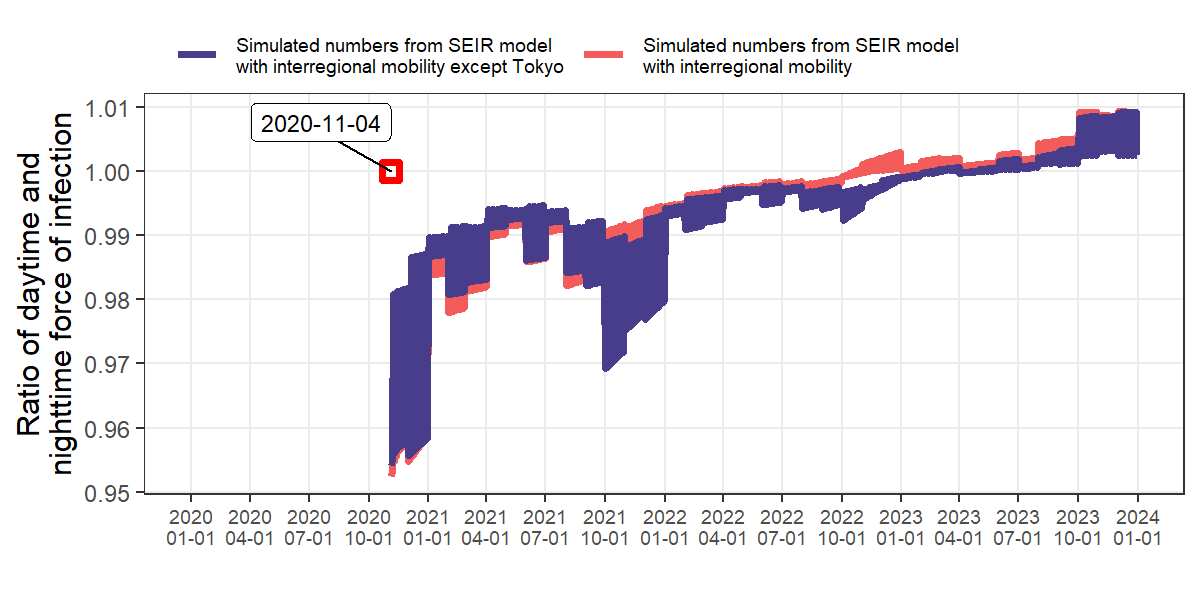 Simulated numbers from SEIR model
with interregional mobility except Tokyo
Simulated numbers from SEIR model
with interregional mobility
Ratio of daytime and
nighttime force of infection
1.01
1.00
0.99
0.98
0.97
0.96
0.95
2020-11-04
2020 2020 2020 2020 2021 2021 2021 2021 2022 2022 2022 2022 2023 2023 2023 2023 2024
01-01 04-01 07-01 10-01 01-01 04-01 07-01 10-01 01-01 04-01 07-01 10-01 01-01 04-01 07-01 10-01 01-01